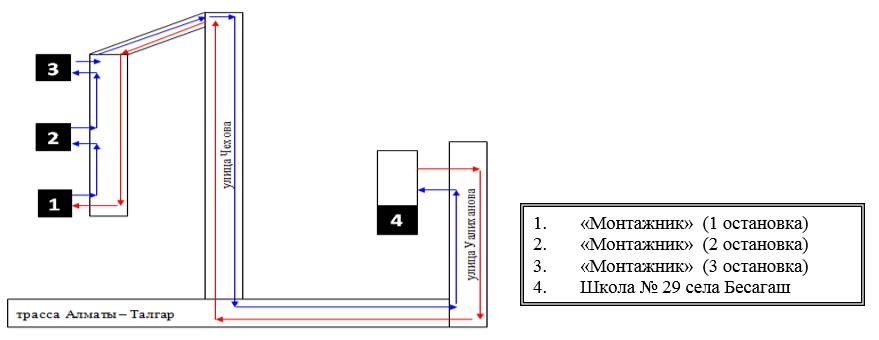 3
2
1
улица Чехова
4
улица Уалиханова
трасса Алматы – Талгар
1. «Монтажник» (1 остановка)
2. «Монтажник» (2 остановка)
3. «Монтажник» (3 остановка)
4. Школа № 29 села Бесагаш